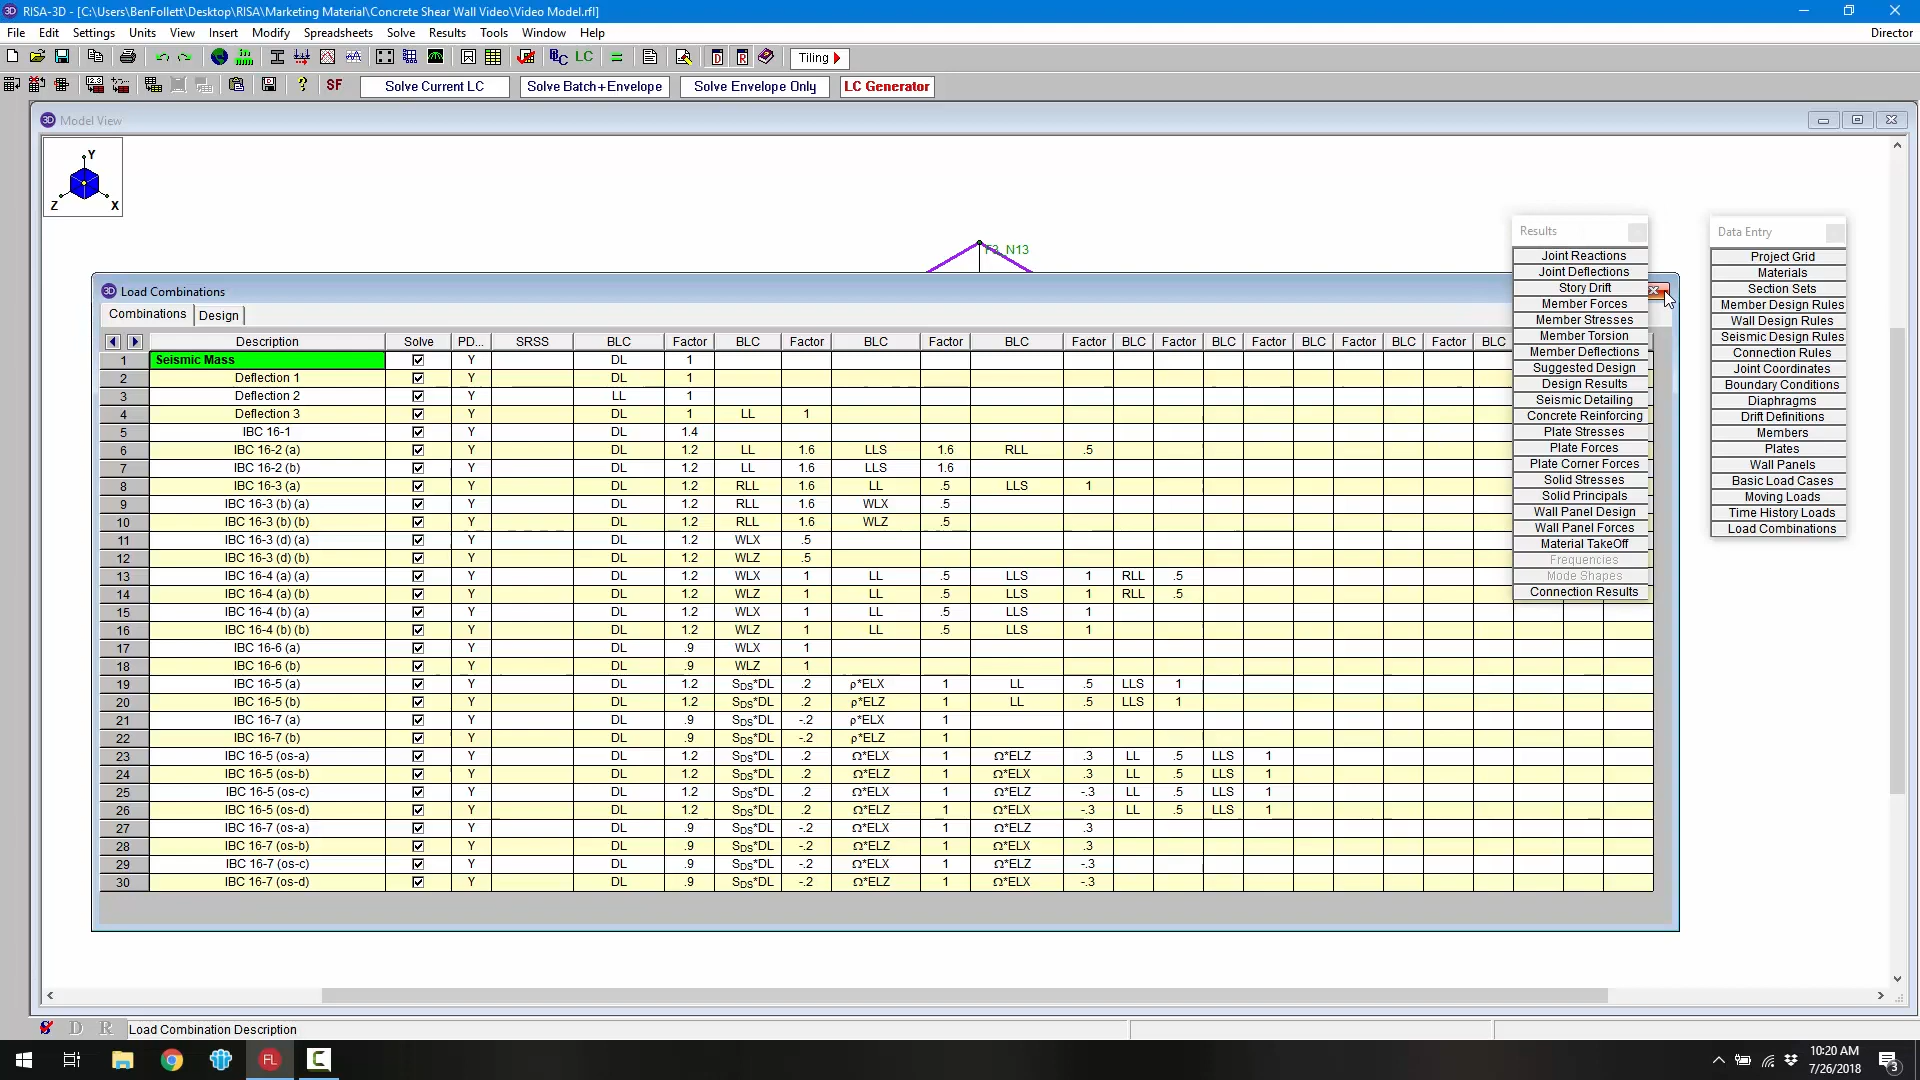 RISA-3D - [C:\Users\BenFollett\Desktop\RISA\Marketing Material\Concrete Shear Wall Video\Video Model.rfl]
File Edit Settings Units View Insert Modify Spreadsheets Solve Results Tools Window Help Director
LC = D R Tiling
? SF Solve Current LC Solve Batch+Envelope Solve Envelope Only LC Generator
3D Model View
Y
Z X
N13
Results
Joint Reactions
Joint Deflections
Story Drift
Member Forces
Member Stresses
Member Torsion
Member Deflections
Suggested Design
Design Results
Seismic Detailing
Concrete Reinforcing
Plate Stresses
Plate Forces
Plate Corner Forces
Solid Stresses
Solid Principals
Wall Panel Design
Wall Panel Forces
Material TakeOff
Frequencies
Mode Shapes
Connection Results
Data Entry
Project Grid
Materials
Section Sets
Member Design Rules
Wall Design Rules
Seismic Design Rules
Connection Rules
Joint Coordinates
Boundary Conditions
Diaphragms
Drift Definitions
Members
Plates
Wall Panels
Basic Load Cases
Moving Loads
Time History Loads
Load Combinations
3D Load Combinations
Combinations Design
Description Solve PD... SRSS BLC Factor BLC Factor BLC Factor BLC Factor BLC Factor BLC Factor BLC Factor BLC Factor BLC
1 Seismic Mass Y DL 1
2 Deflection 1 Y DL 1
3 Deflection 2 Y LL 1
4 Deflection 3 Y DL 1 LL 1
5 IBC 16-1 Y DL 1.4
6 IBC 16-2 (a) Y DL 1.2 LL 1.6 LLS 1.6 RLL .5
7 IBC 16-2 (b) Y DL 1.2 LL 1.6 LLS 1.6
8 IBC 16-3 (a) Y DL 1.2 RLL 1.6 LL .5 LLS 1
9 IBC 16-3 (b) (a) Y DL 1.2 RLL 1.6 WLX .5
10 IBC 16-3 (b) (b) Y DL 1.2 RLL 1.6 WLZ .5
11 IBC 16-3 (d) (a) Y DL 1.2 WLX .5
12 IBC 16-3 (d) (b) Y DL 1.2 WLZ .5
13 IBC 16-4 (a) (a) Y DL 1.2 WLX 1 LL .5 LLS 1 RLL .5
14 IBC 16-4 (a) (b) Y DL 1.2 WLZ 1 LL .5 LLS 1 RLL .5
15 IBC 16-4 (b) (a) Y DL 1.2 WLX 1 LL .5 LLS 1
16 IBC 16-4 (b) (b) Y DL 1.2 WLZ 1 LL .5 LLS 1
17 IBC 16-6 (a) Y DL .9 WLX 1
18 IBC 16-6 (b) Y DL .9 WLZ 1
19 IBC 16-5 (a) Y DL 1.2 SDS*DL .2 ρ*ELX 1 LL .5 LLS 1
20 IBC 16-5 (b) Y DL 1.2 SDS*DL .2 ρ*ELZ 1 LL .5 LLS 1
21 IBC 16-7 (a) Y DL .9 SDS*DL -.2 ρ*ELX 1
22 IBC 16-7 (b) Y DL .9 SDS*DL -.2 ρ*ELZ 1
23 IBC 16-5 (os-a) Y DL 1.2 SDS*DL .2 Ω*ELX 1 Ω*ELZ .3 LL .5 LLS 1
24 IBC 16-5 (os-b) Y DL 1.2 SDS*DL .2 Ω*ELZ 1 Ω*ELX .3 LL .5 LLS 1
25 IBC 16-5 (os-c) Y DL 1.2 SDS*DL .2 Ω*ELX 1 Ω*ELZ -.3 LL .5 LLS 1
26 IBC 16-5 (os-d) Y DL 1.2 SDS*DL .2 Ω*ELZ 1 Ω*ELX -.3 LL .5 LLS 1
27 IBC 16-7 (os-a) Y DL .9 SDS*DL -.2 Ω*ELX 1 Ω*ELZ .3
28 IBC 16-7 (os-b) Y DL .9 SDS*DL -.2 Ω*ELZ 1 Ω*ELX .3
29 IBC 16-7 (os-c) Y DL .9 SDS*DL -.2 Ω*ELX 1 Ω*ELZ -.3
30 IBC 16-7 (os-d) Y DL .9 SDS*DL -.2 Ω*ELZ 1 Ω*ELX -.3
D R Load Combination Description
FL C 10:20 AM
7/26/2018 3